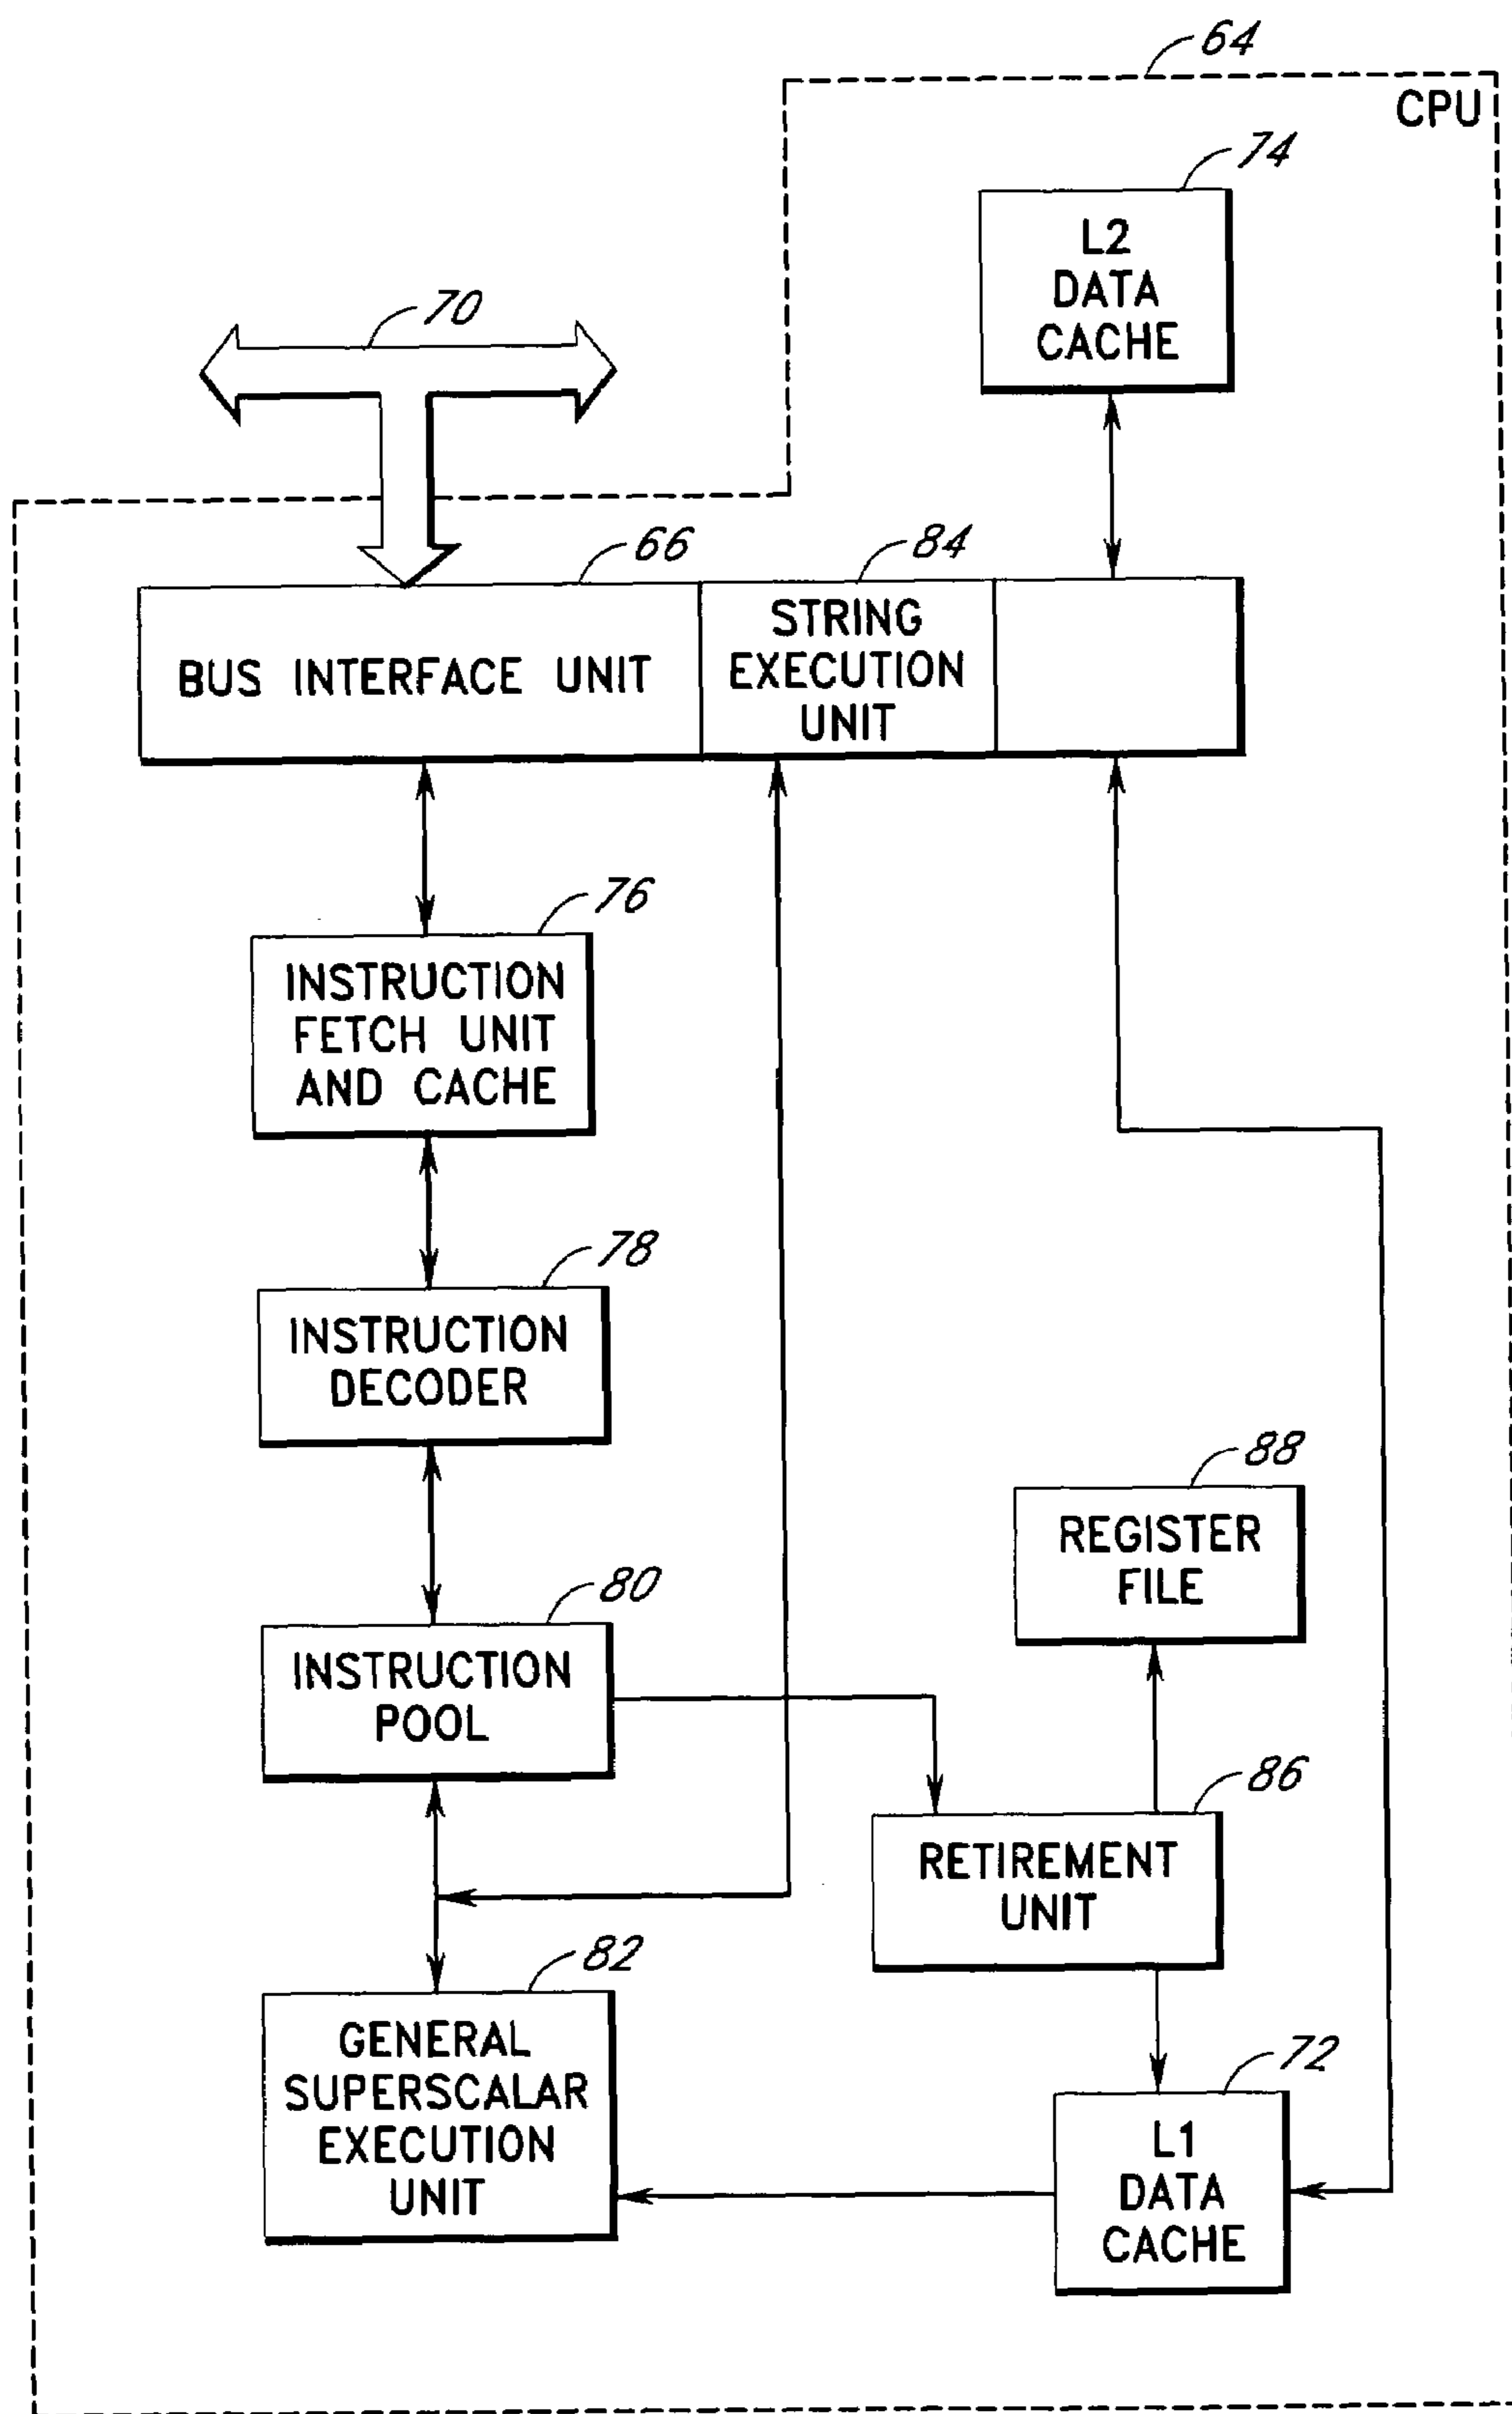 64
CPU
74
L2
DATA
CACHE
70
66
84
BUS INTERFACE UNIT
STRING
EXECUTION
UNIT
76
INSTRUCTION
FETCH UNIT
AND CACHE
78
INSTRUCTION
DECODER
88
REGISTER
FILE
80
INSTRUCTION
POOL
86
RETIREMENT
UNIT
82
GENERAL
SUPERSCALAR
EXECUTION
UNIT
72
L1
DATA
CACHE